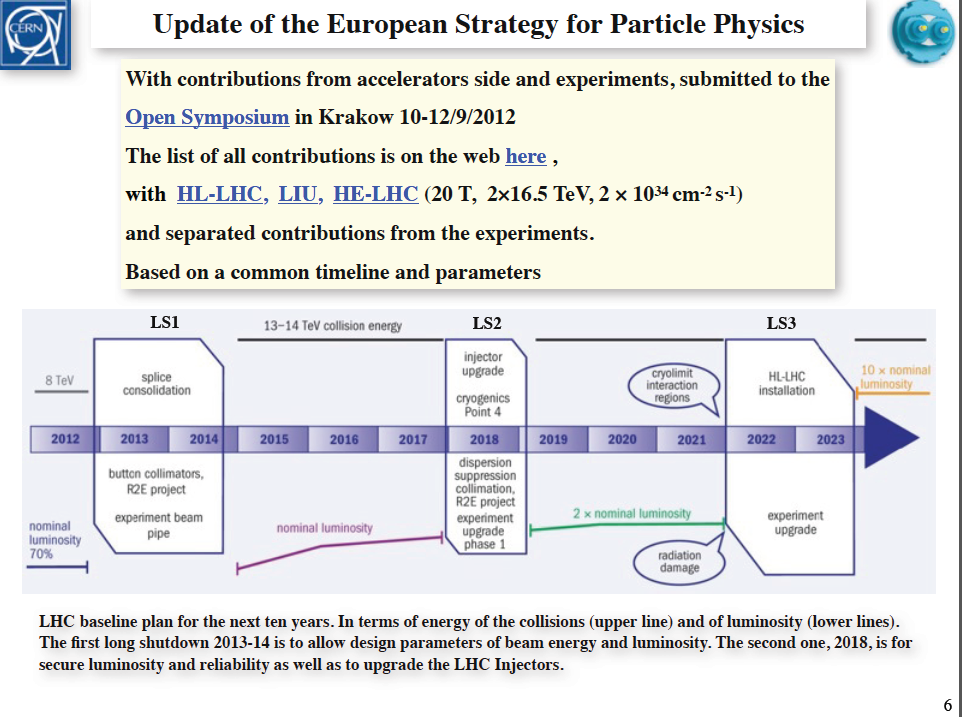 CERN
Update of the European Strategy for Particle Physics
With contributions from accelerators side and experiments, submitted to the
Open Symposium in Krakow 10-12/9/2012
The list of all contributions is on the web here ,
with HL-LHC, LIU, HE-LHC (20 T, 2×16.5 TeV, 2 × 10³⁴ cm⁻² s⁻¹)
and separated contributions from the experiments.
Based on a common timeline and parameters
LS1
13–14 TeV collision energy
LS2
LS3
8 TeV
splice
consolidation
injector
upgrade
cryogenics
Point 4
cryolimit
interaction
regions
HL-LHC
installation
10 x nominal
luminosity
2012 2013 2014 2015 2016 2017 2018 2019 2020 2021 2022 2023
button collimators,
R2E project
experiment beam
pipe
dispersion
suppression
collimation,
R2E project
experiment
upgrade
phase 1
nominal
luminosity
70%
nominal luminosity
2 x nominal luminosity
radiation
damage
experiment
upgrade
LHC baseline plan for the next ten years. In terms of energy of the collisions (upper line) and of luminosity (lower lines).
The first long shutdown 2013-14 is to allow design parameters of beam energy and luminosity. The second one, 2018, is for
secure luminosity and reliability as well as to upgrade the LHC Injectors.
6